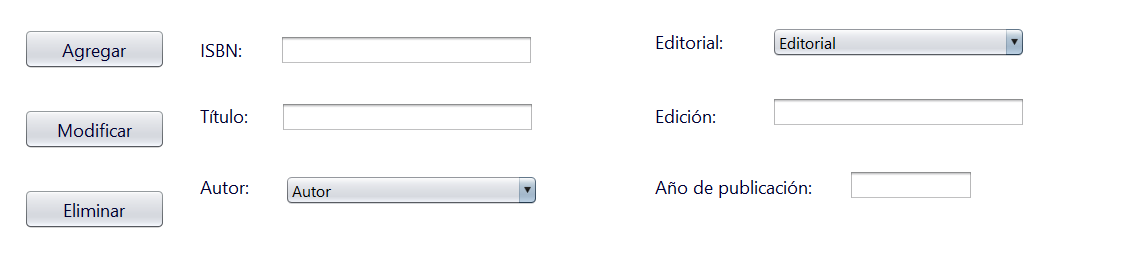 Agregar
ISBN:
Editorial:
Editorial
Modificar
Título:
Edición:
Eliminar
Autor:
Autor
Año de publicación: